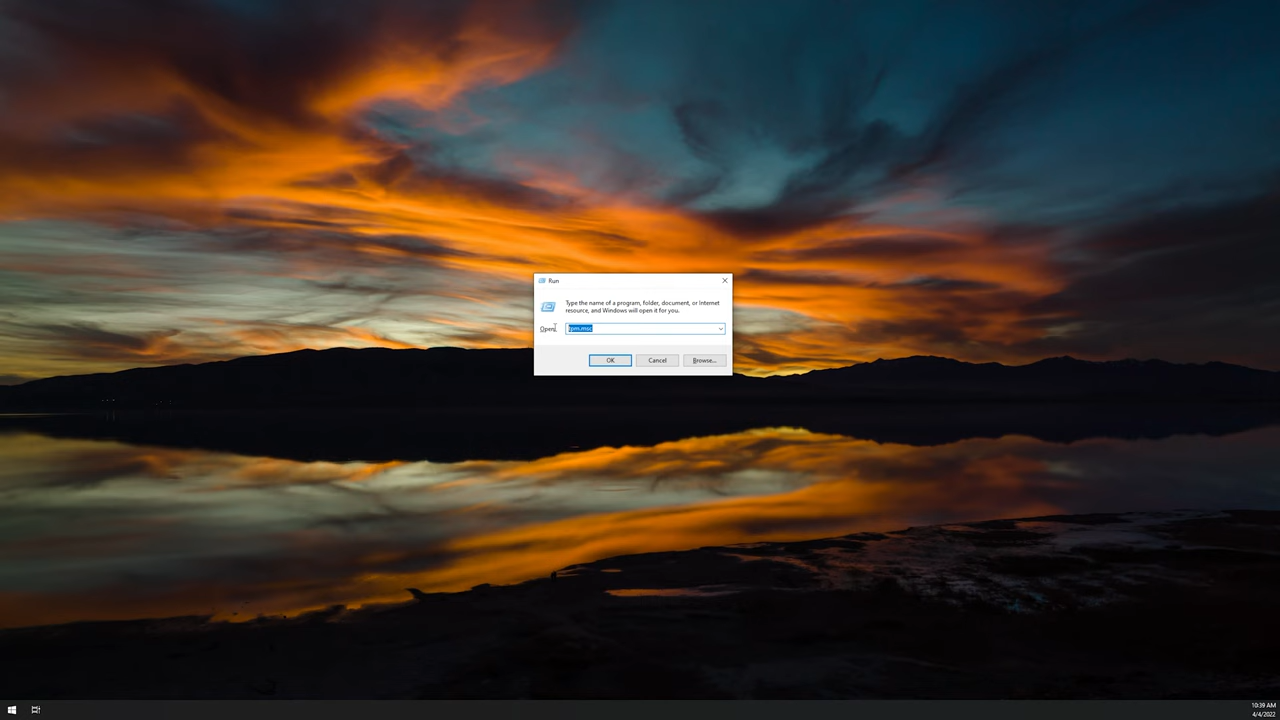 Run
Type the name of a program, folder, document, or Internet
resource, and Windows will open it for you.
Open:
tpm.msc
OK
Cancel
Browse...
10:39 AM
4/4/2022